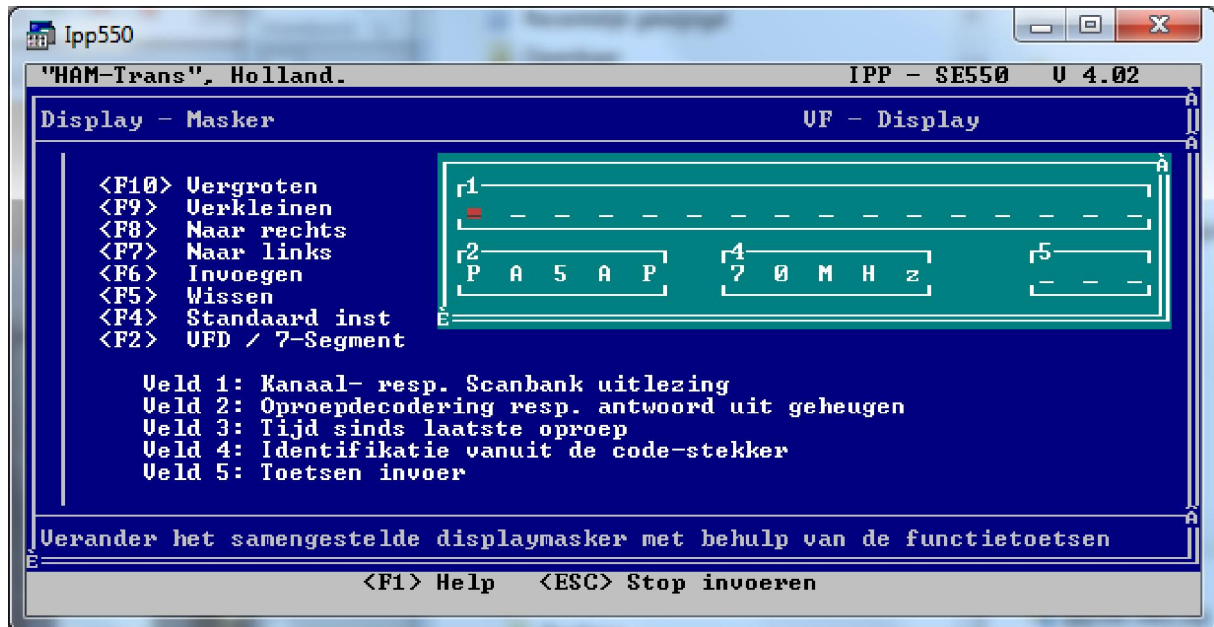 Ipp550
"HAM-Trans", Holland. IPP - SE550 V 4.02
Display - Masker VF - Display
<F10> Vergroten
<F9> Verkleinen
<F8> Naar rechts
<F7> Naar links
<F6> Invoegen
<F5> Wissen
<F4> Standaard inst
<F2> VFD / 7-Segment
1
_ _ _ _ _ _ _ _ _ _ _ _ _ _ _ _
2 4 5
P A 5 A P 7 0 M H z _ _ _
Veld 1: Kanaal- resp. Scanbank uitlezing
Veld 2: Oproepdecodering resp. antwoord uit geheugen
Veld 3: Tijd sinds laatste oproep
Veld 4: Identifikatie vanuit de code-stekker
Veld 5: Toetsen invoer
Verander het samengestelde displaymasker met behulp van de functietoetsen
<F1> Help <ESC> Stop invoeren